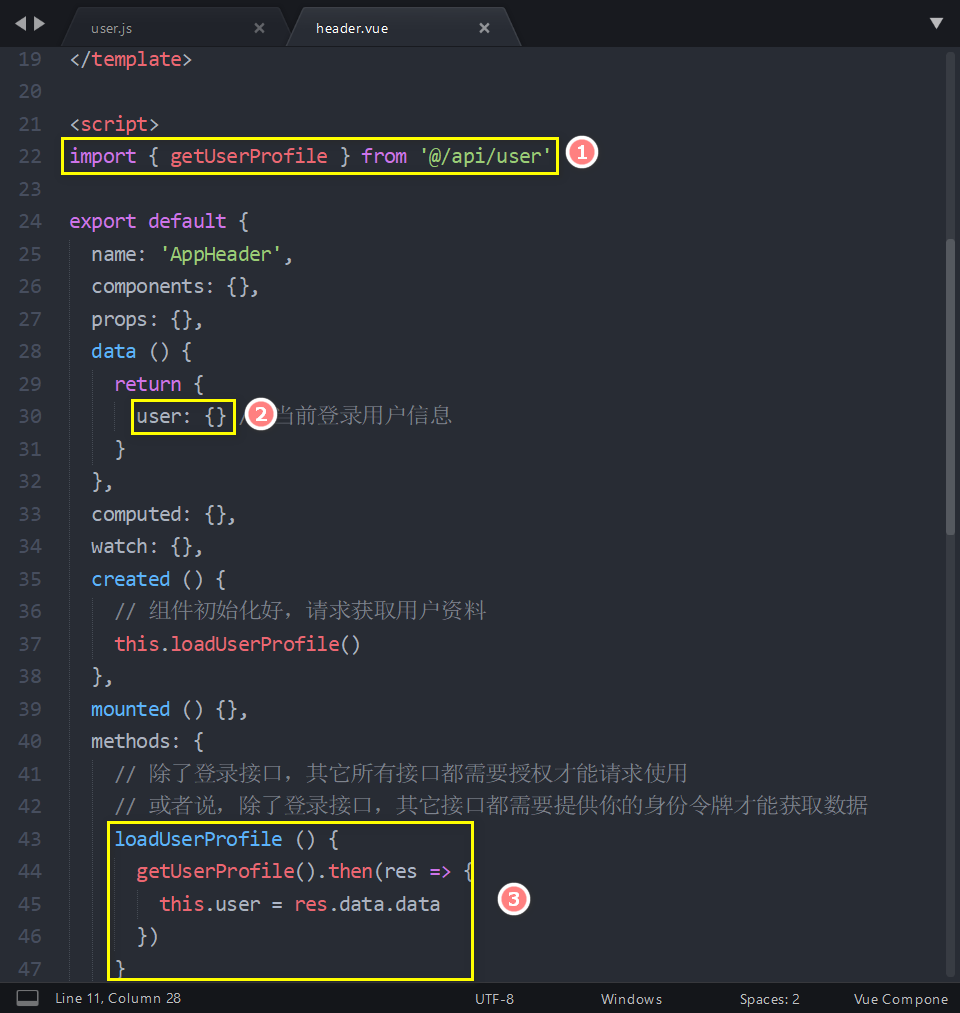 user.js × header.vue ×
19 </template>
20
21 <script>
22 import { getUserProfile } from '@/api/user' 1
23
24 export default {
25 name: 'AppHeader',
26 components: {},
27 props: {},
28 data () {
29 return {
30 user: {} 2 当前登录用户信息
31 }
32 },
33 computed: {},
34 watch: {},
35 created () {
36 // 组件初始化好，请求获取用户资料
37 this.loadUserProfile()
38 },
39 mounted () {},
40 methods: {
41 // 除了登录接口，其它所有接口都需要授权才能请求使用
42 // 或者说，除了登录接口，其它接口都需要提供你的身份令牌才能获取数据
43 loadUserProfile () {
44 getUserProfile().then(res => {
45 this.user = res.data.data 3
46 })
47 }
Line 11, Column 28 UTF-8 Windows Spaces: 2 Vue Compone